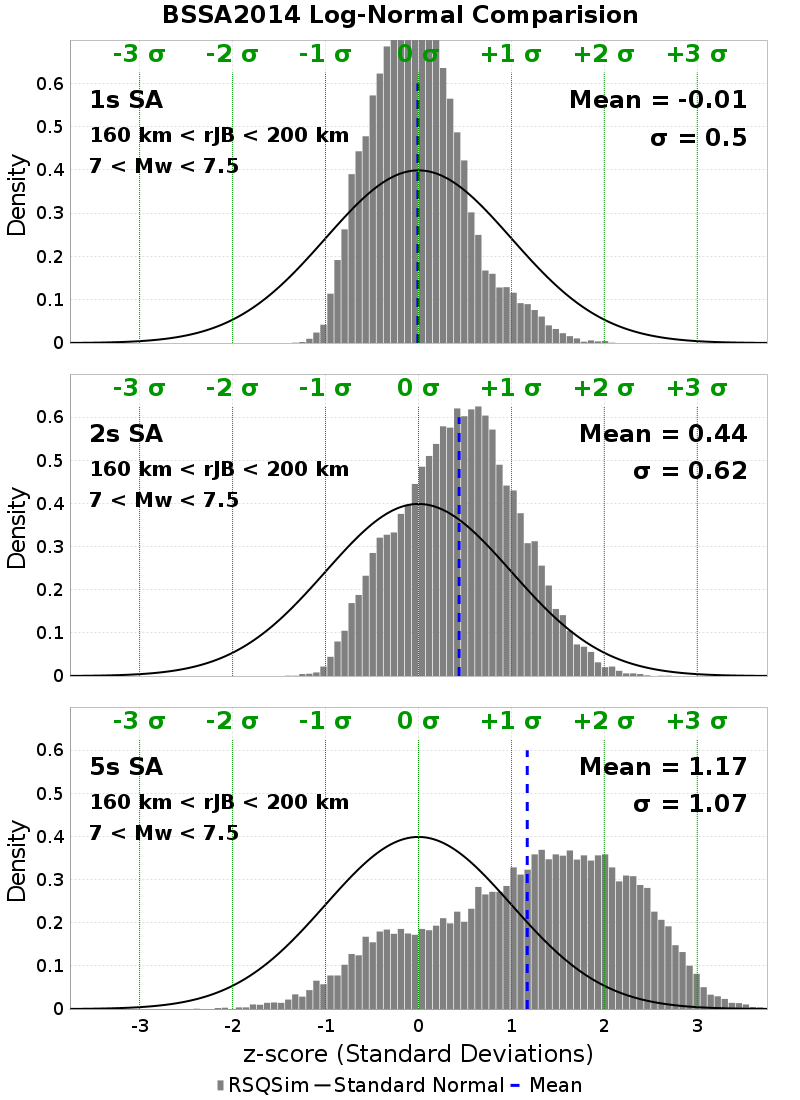 BSSA2014 Log-Normal Comparision
-3 σ -2 σ -1 σ 0 σ +1 σ +2 σ +3 σ
0.6
1s SA Mean = -0.01
0.5
160 km < rJB < 200 km σ = 0.5
7 < Mw < 7.5
0.4
0.3
0.2
0.1
0
Density
-3 σ -2 σ -1 σ 0 σ +1 σ +2 σ +3 σ
0.6
2s SA Mean = 0.44
0.5
160 km < rJB < 200 km σ = 0.62
7 < Mw < 7.5
0.4
0.3
0.2
0.1
0
Density
-3 σ -2 σ -1 σ 0 σ +1 σ +2 σ +3 σ
0.6
5s SA Mean = 1.17
0.5
160 km < rJB < 200 km σ = 1.07
7 < Mw < 7.5
0.4
0.3
0.2
0.1
0
Density
-3 -2 -1 0 1 2 3
z-score (Standard Deviations)
RSQSim Standard Normal Mean